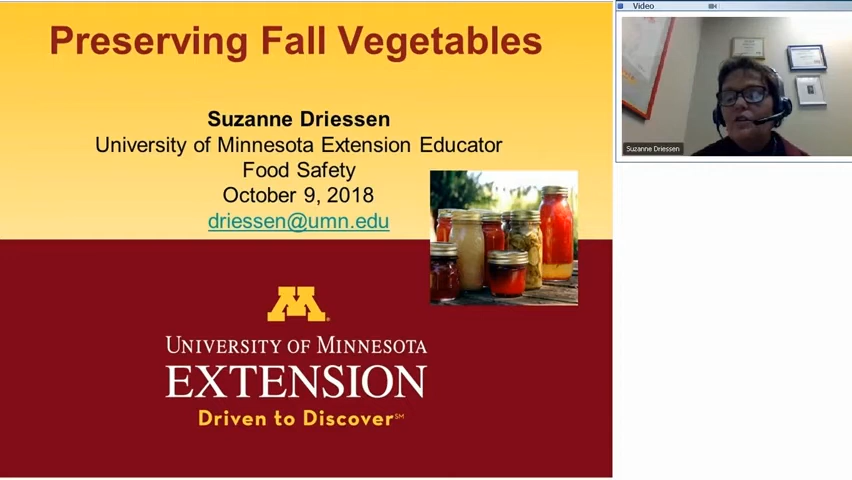 Preserving Fall Vegetables
Suzanne Driessen
University of Minnesota Extension Educator
Food Safety
October 9, 2018
driessen@umn.edu
M
UNIVERSITY OF MINNESOTA
EXTENSION
Driven to Discover℠
Video
Suzanne Driessen